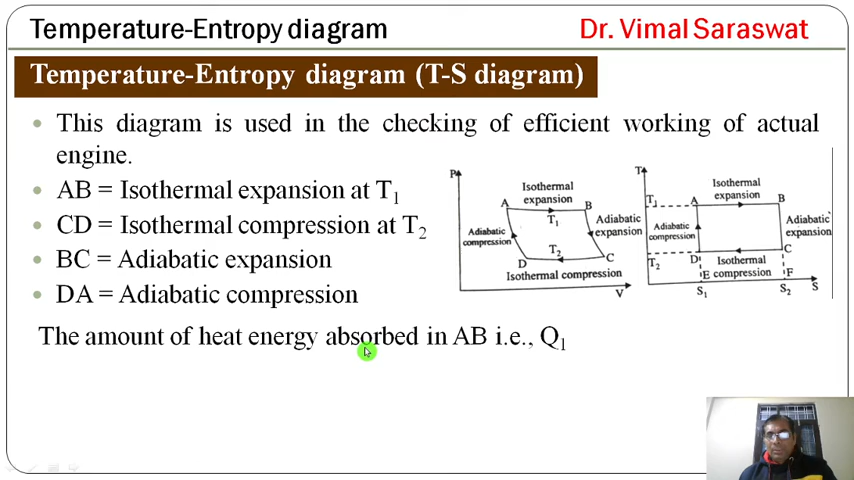 Temperature-Entropy diagram
Dr. Vimal Saraswat
Temperature-Entropy diagram (T-S diagram)
• This diagram is used in the checking of efficient working of actual
engine.
• AB = Isothermal expansion at T₁
• CD = Isothermal compression at T₂
• BC = Adiabatic expansion
• DA = Adiabatic compression
The amount of heat energy absorbed in AB i.e., Q₁
P
Isothermal
expansion
A
B
T₁
Adiabatic
compression
Adiabatic
expansion
T₂
D
C
Isothermal compression
V
T
Isothermal
expansion
T₁
A
B
Adiabatic
compression
Adiabatic
expansion
T₂
D
Isothermal
C
E
compression
F
S₁
S₂
S